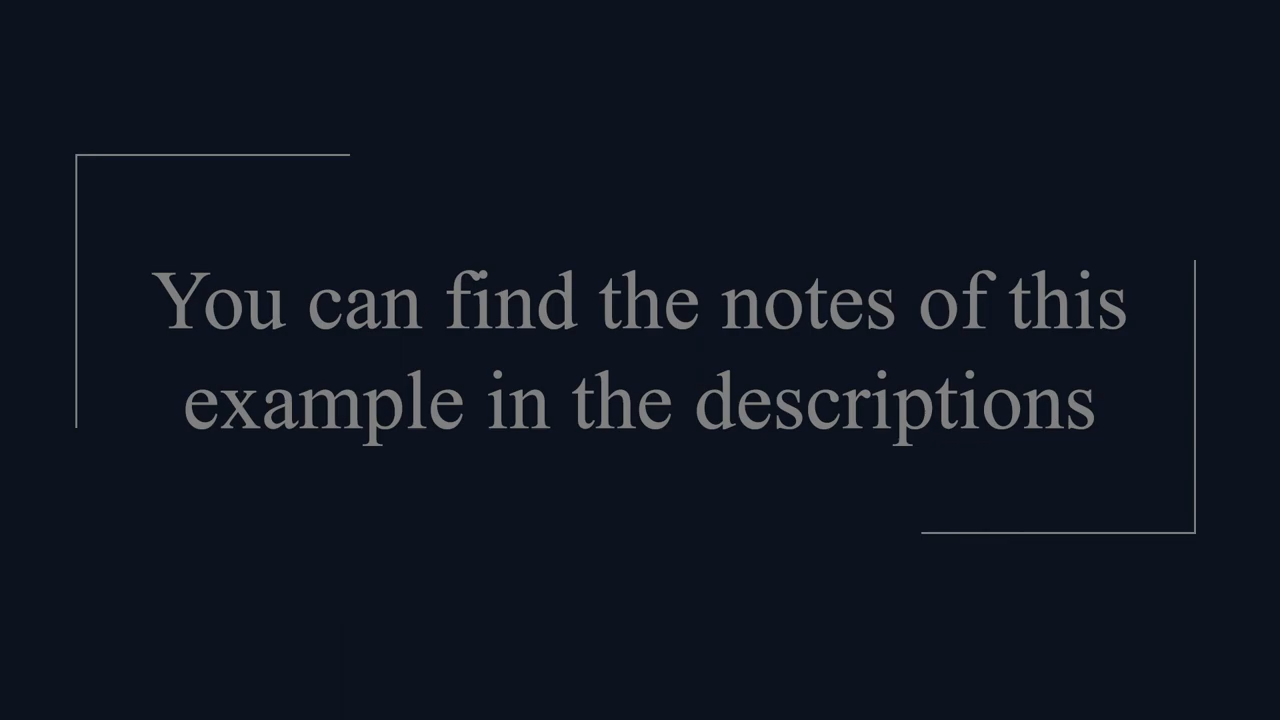 You can find the notes of this
example in the descriptions